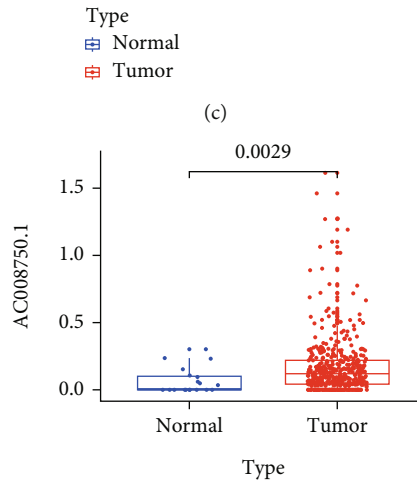 Type
Normal
Tumor
(c)
0.0029
1.5
1.0
0.5
0.0
AC008750.1
Normal Tumor
Type